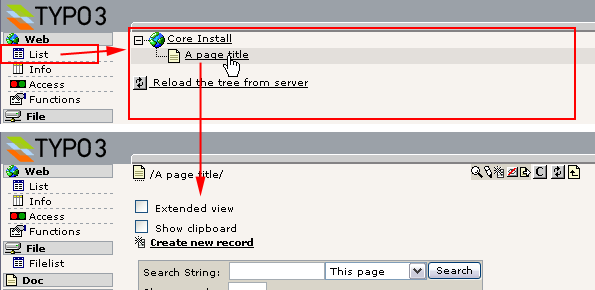 TYPO3
Web
List
Info
Access
Functions
File
Core Install
A page title
Reload the tree from server
TYPO3
Web
List
Info
Access
Functions
File
Filelist
Doc
/A page title/
C
Extended view
Show clipboard
Create new record
Search String: This page Search